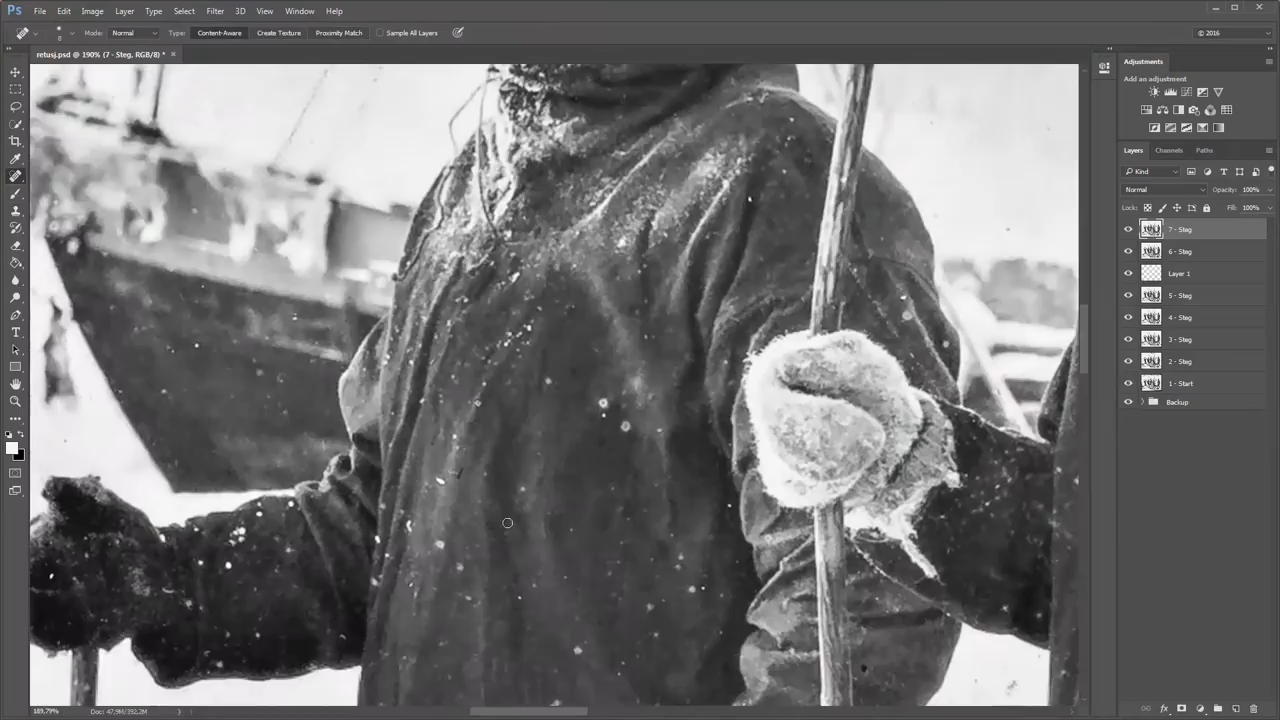 Ps File Edit Image Layer Type Select Filter 3D View Window Help
8 Mode: Normal Type: Content-Aware Create Texture Proximity Match Sample All Layers © 2016
retusj.psd @ 190% (7 - Steg, RGB/8) * ×
Adjustments
Add an adjustment
Layers Channels Paths
Kind
Normal Opacity: 100%
Lock: Fill: 100%
7 - Steg
6 - Steg
Layer 1
5 - Steg
4 - Steg
3 - Steg
2 - Steg
1 - Start
Backup
189,79% Doc: 47,9M/392,2M